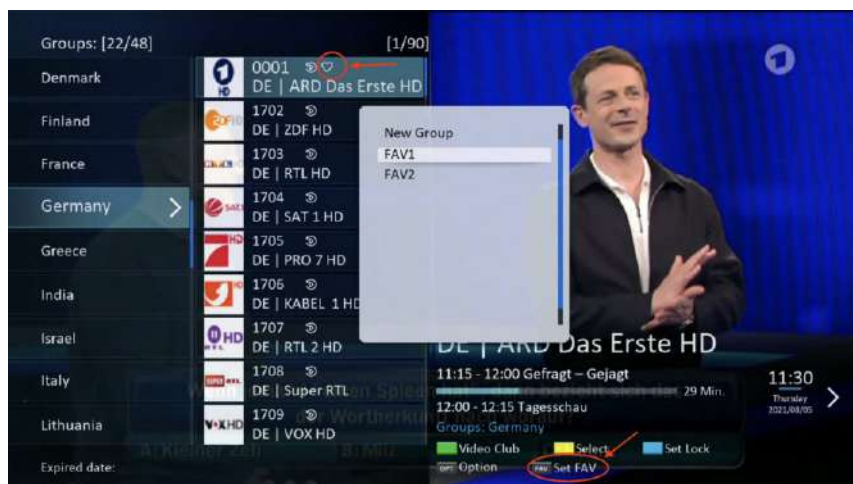 Groups: [22/48]
[1/90]
Denmark
Finland
France
Germany
Greece
India
Israel
Italy
Lithuania
Expired date:
0001
DE | ARD Das Erste HD
1702
DE | ZDF HD
1703
DE | RTL HD
1704
DE | SAT 1 HD
1705
DE | PRO 7 HD
1706
DE | KABEL 1 HD
1707
DE | RTL 2 HD
1708
DE | Super RTL
1709
DE | VOX HD
New Group
FAV1
FAV2
DE | ARD Das Erste HD
11:15 - 12:00 Gefragt – Gejagt
29 Min.
12:00 - 12:15 Tagesschau
Groups: Germany
Video Club
Select
Set Lock
OPT Option
FAV Set FAV
11:30
Thursday
2021/08/05